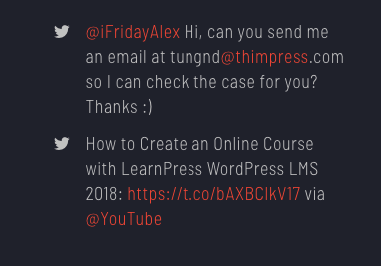 @iFridayAlex Hi, can you send me
an email at tungnd@thimpress.com
so I can check the case for you?
Thanks :)
How to Create an Online Course
with LearnPress WordPress LMS
2018: https://t.co/bAXBClkV17 via
@YouTube